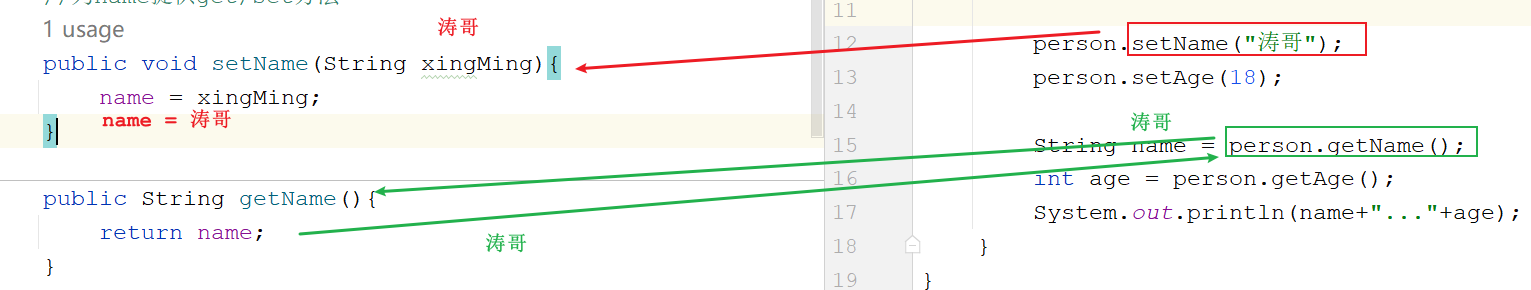 //为name提供get/set方法
1 usage
涛哥
public void setName(String xingMing){
name = xingMing;
name = 涛哥
}
public String getName(){
return name;
涛哥
}
11
12 person.setName("涛哥");
13 person.setAge(18);
14
涛哥
15 String name = person.getName();
16 int age = person.getAge();
17 System.out.println(name+"..."+age);
18 }
19 }